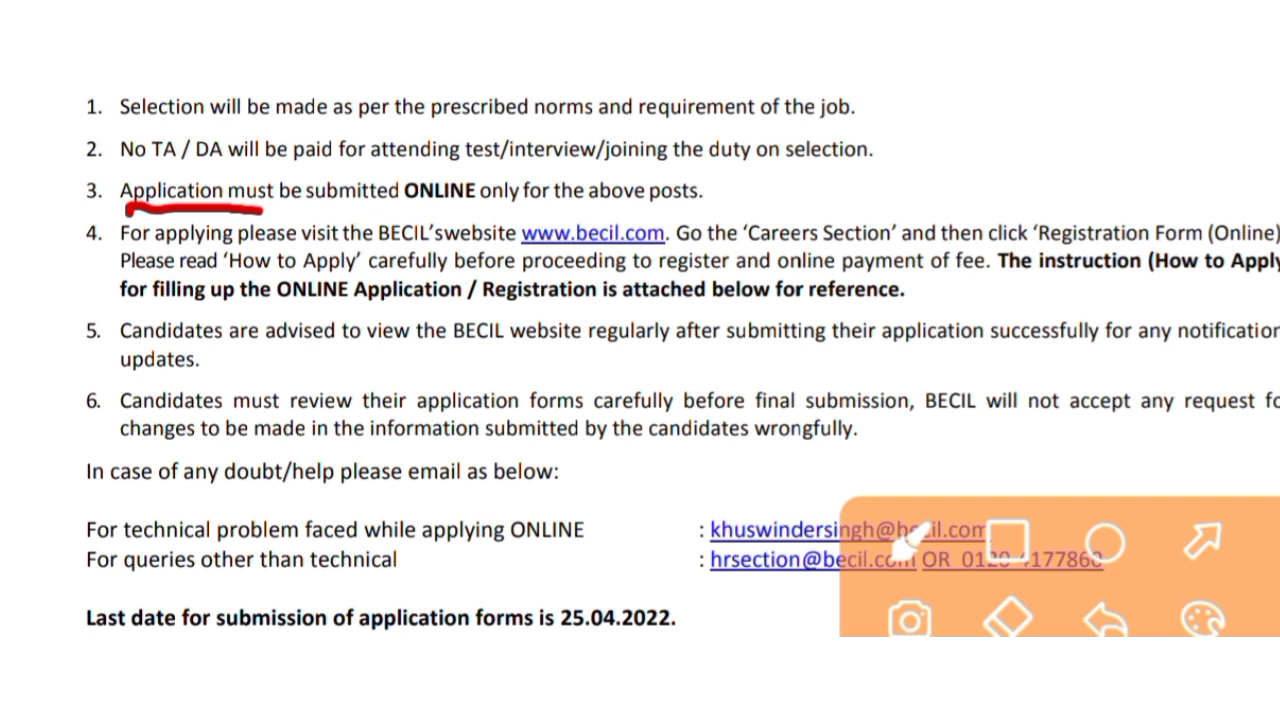 1. Selection will be made as per the prescribed norms and requirement of the job.
2. No TA / DA will be paid for attending test/interview/joining the duty on selection.
3. Application must be submitted ONLINE only for the above posts.
4. For applying please visit the BECIL'swebsite www.becil.com. Go the 'Careers Section' and then click 'Registration Form (Online)
Please read 'How to Apply' carefully before proceeding to register and online payment of fee. The instruction (How to Apply
for filling up the ONLINE Application / Registration is attached below for reference.
5. Candidates are advised to view the BECIL website regularly after submitting their application successfully for any notification
updates.
6. Candidates must review their application forms carefully before final submission, BECIL will not accept any request
changes to be made in the information submitted by the candidates wrongfully.
In case of any doubt/help please email as below:
For technical problem faced while applying ONLINE : khuswindersingh@becil.com
For queries other than technical : hrsection@becil.com OR 0120
Last date for submission of application forms is 25.04.2022.